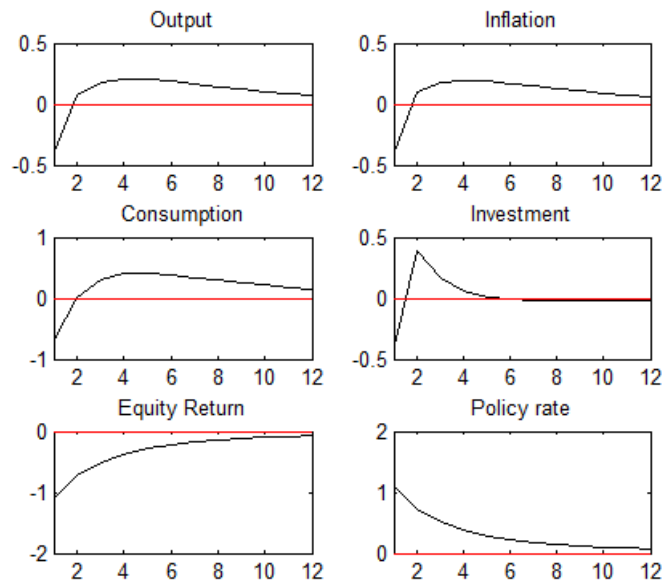 Output
0.5
0
-0.5
2 4 6 8 10 12
Inflation
0.5
0
-0.5
2 4 6 8 10 12
Consumption
1
0
-1
2 4 6 8 10 12
Investment
0.5
0
-0.5
2 4 6 8 10 12
Equity Return
0
-1
-2
2 4 6 8 10 12
Policy rate
2
1
0
2 4 6 8 10 12